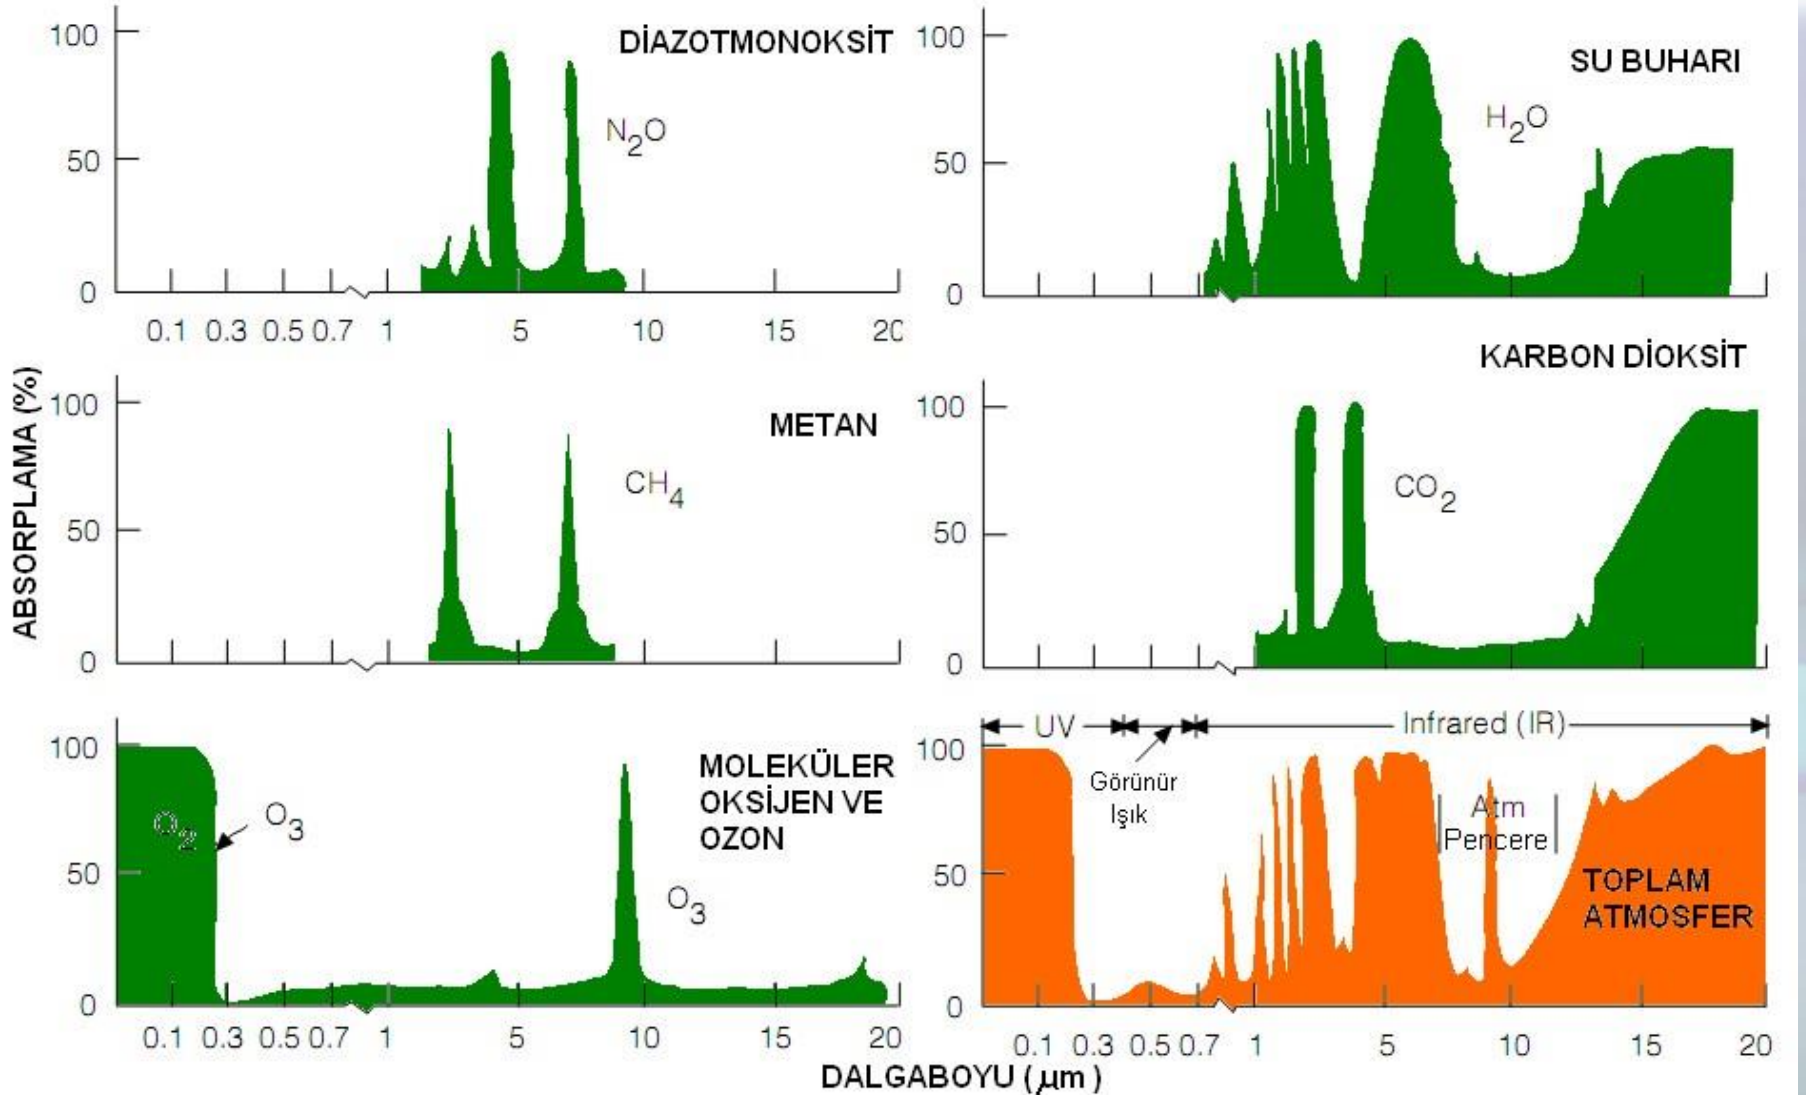 DİAZOTMONOKSİT
N2O
100
50
0
0.1 0.3 0.5 0.7 1 5 10 15 20
SU BUHARI
H2O
100
50
0
METAN
CH4
100
50
0
KARBON DİOKSİT
CO2
100
50
0
ABSORPLAMA (%)
MOLEKÜLER
OKSİJEN VE
OZON
O2
O3
O3
100
50
0
0.1 0.3 0.5 0.7 1 5 10 15 20
UV
Infrared (IR)
Görünür
Işık
Atm
Pencere
TOPLAM
ATMOSFER
100
50
0
0.1 0.3 0.5 0.7 1 5 10 15 20
DALGABOYU (µm)